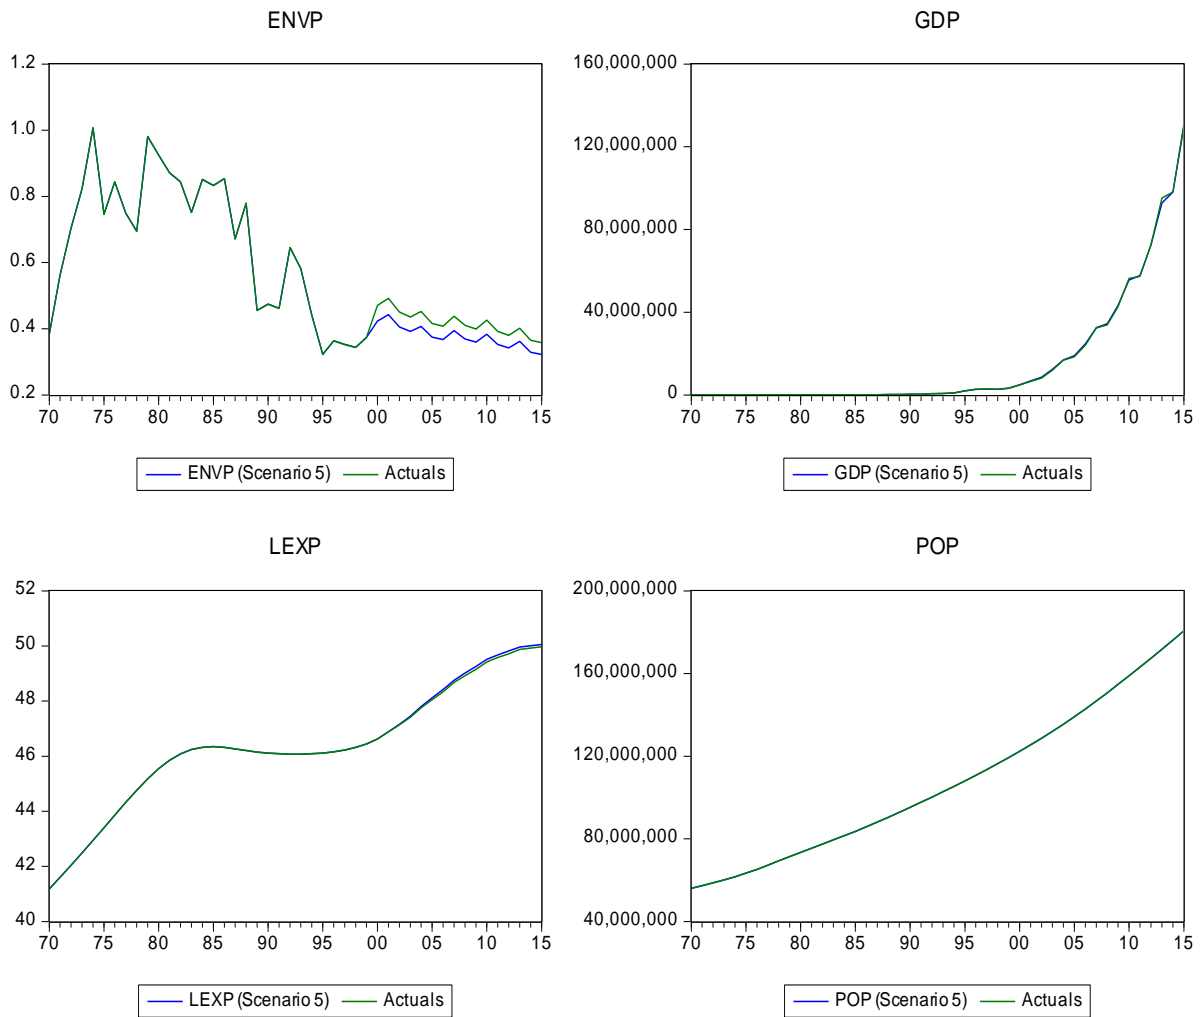 ENVP
1.2
1.0
0.8
0.6
0.4
0.2
70 75 80 85 90 95 00 05 10 15
ENVP (Scenario 5) Actuals
GDP
160,000,000
120,000,000
80,000,000
40,000,000
0
70 75 80 85 90 95 00 05 10 15
GDP (Scenario 5) Actuals
LEXP
52
50
48
46
44
42
40
70 75 80 85 90 95 00 05 10 15
LEXP (Scenario 5) Actuals
POP
200,000,000
160,000,000
120,000,000
80,000,000
40,000,000
70 75 80 85 90 95 00 05 10 15
POP (Scenario 5) Actuals